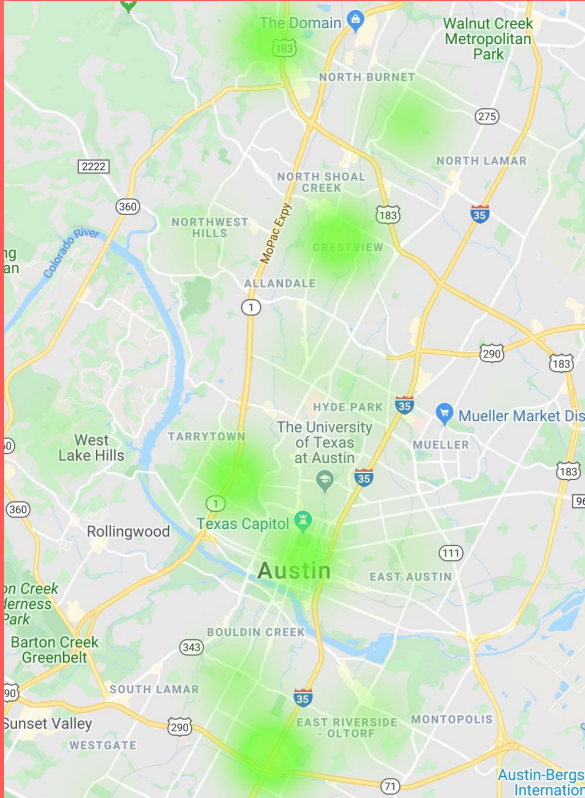 The Domain
Walnut Creek
Metropolitan
Park
183
NORTH BURNET
275
2222
NORTH LAMAR
NORTH SHOAL
CREEK
360
35
183
NORTHWEST
HILLS
MoPac Expy
Colorado River
CRESTVIEW
ALLANDALE
1
290
183
HYDE PARK
35
Mueller Market Dis
The University
of Texas
at Austin
TARRYTOWN
MUELLER
West
Lake Hills
183
35
1
360
Texas Capitol
Rollingwood
111
Austin
EAST AUSTIN
on Creek
derness
Park
BOULDIN CREEK
Barton Creek
Greenbelt
343
SOUTH LAMAR
35
90
EAST RIVERSIDE
- OLTORF
MONTOPOLIS
Sunset Valley
290
WESTGATE
71
Austin-Bergs
Internation